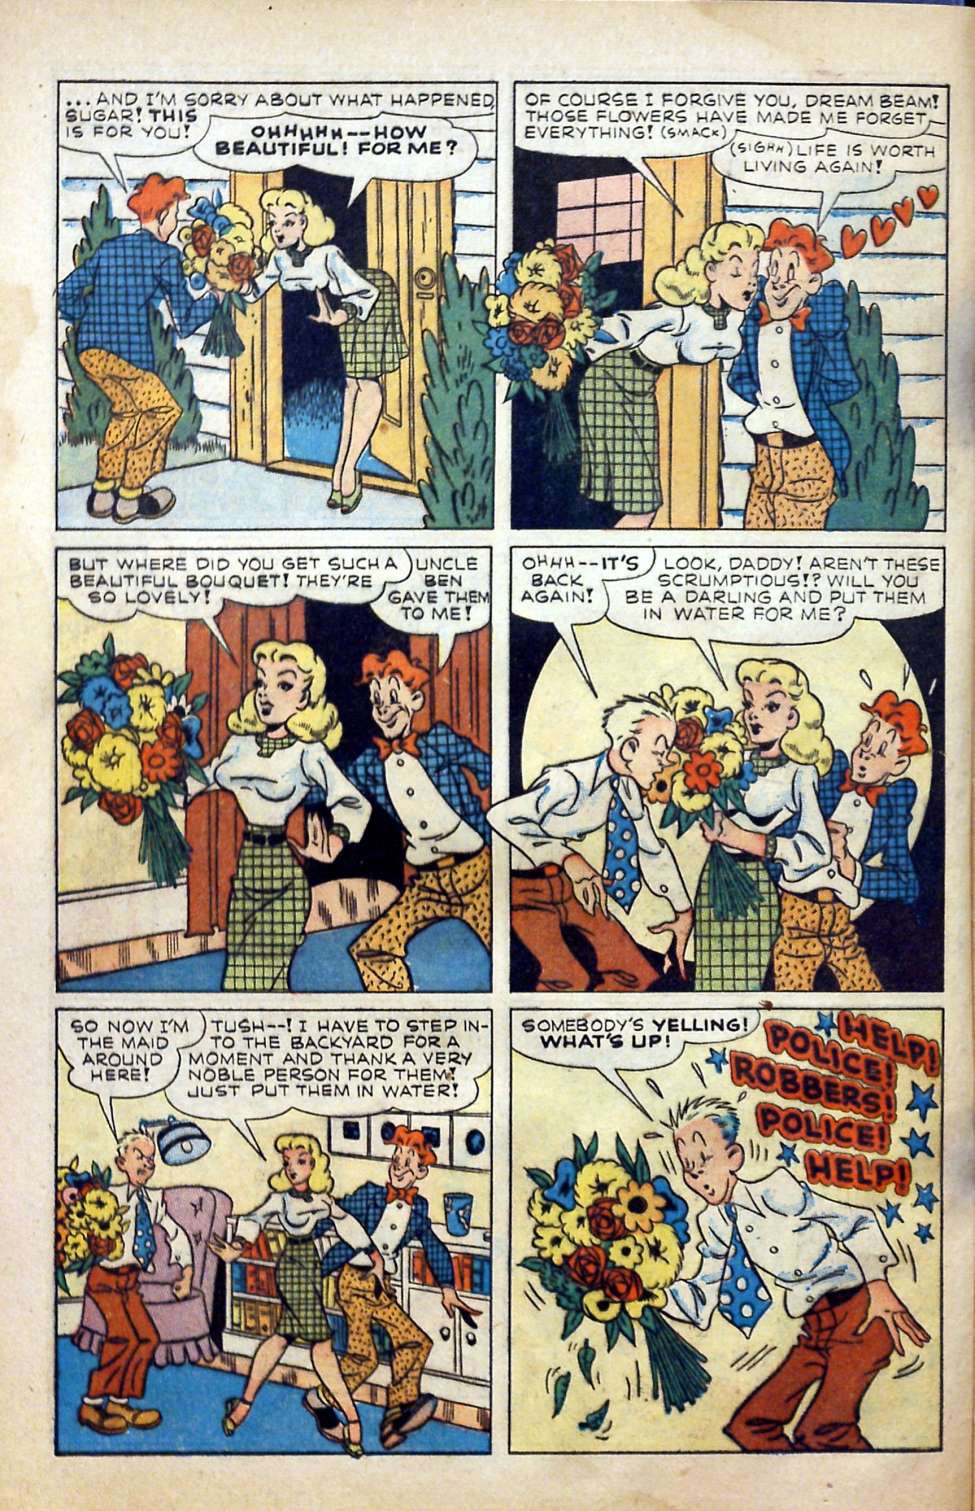 ...AND I'M SORRY ABOUT WHAT HAPPENED,
SUGAR! THIS
IS FOR YOU!
OHHHHH--HOW
BEAUTIFUL! FOR ME?
OF COURSE I FORGIVE YOU, DREAM BEAM!
THOSE FLOWERS HAVE MADE ME FORGET
EVERYTHING! (SMACK)
(SIGHH) LIFE IS WORTH
LIVING AGAIN!
BUT WHERE DID YOU GET SUCH A
BEAUTIFUL BOUQUET! THEY'RE
SO LOVELY!
UNCLE
BEN
GAVE THEM
TO ME!
OHHH--IT'S
BACK
AGAIN!
LOOK, DADDY! AREN'T THESE
SCRUMPTIOUS!? WILL YOU
BE A DARLING AND PUT THEM
IN WATER FOR ME?
SO NOW I'M
THE MAID
AROUND
HERE!
TUSH--! I HAVE TO STEP IN-
TO THE BACKYARD FOR A
MOMENT AND THANK A VERY
NOBLE PERSON FOR THEM!
JUST PUT THEM IN WATER!
SOMEBODY'S YELLING!
WHAT'S UP!
HELP!
POLICE!
ROBBERS!
POLICE!
HELP!